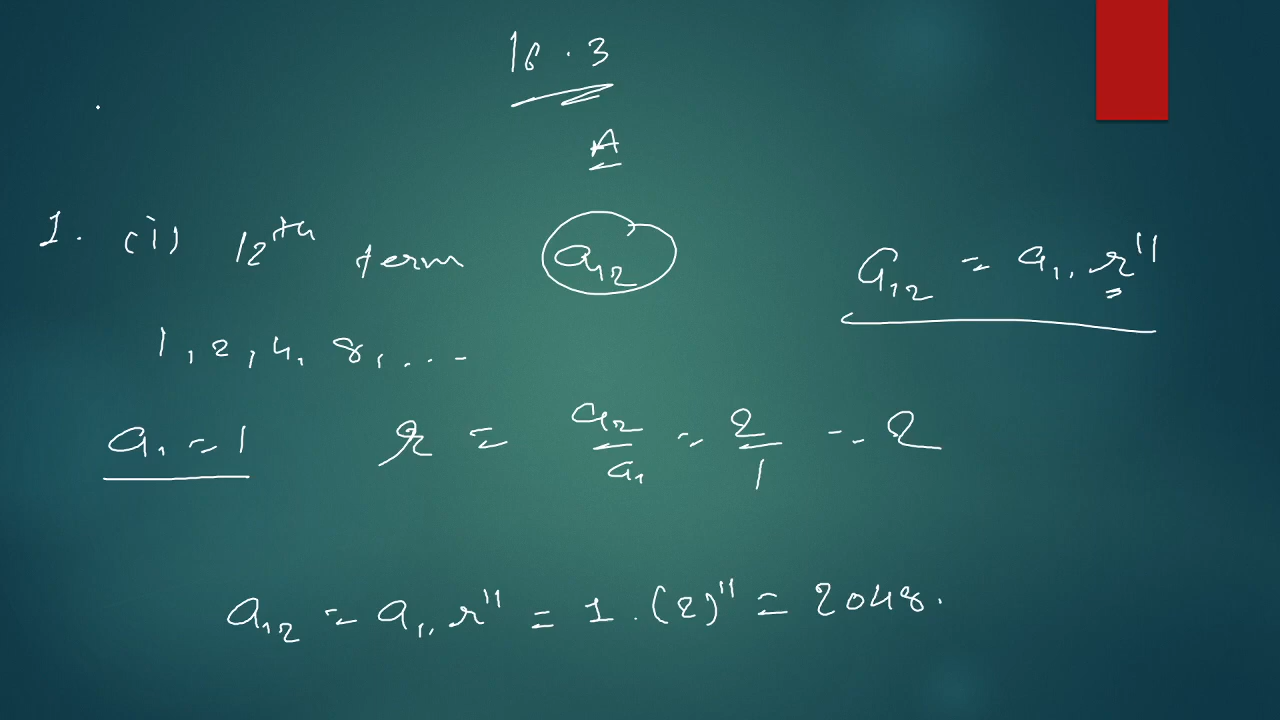 16.3
A
1. (i) 12th term a₁₂
a₁₂ = a₁. r¹¹
1, 2, 4, 8, ...
a₁ = 1 r = a₂/a₁ = 2/1 = 2
a₁₂ = a₁. r¹¹ = 1. (2)¹¹ = 2048.